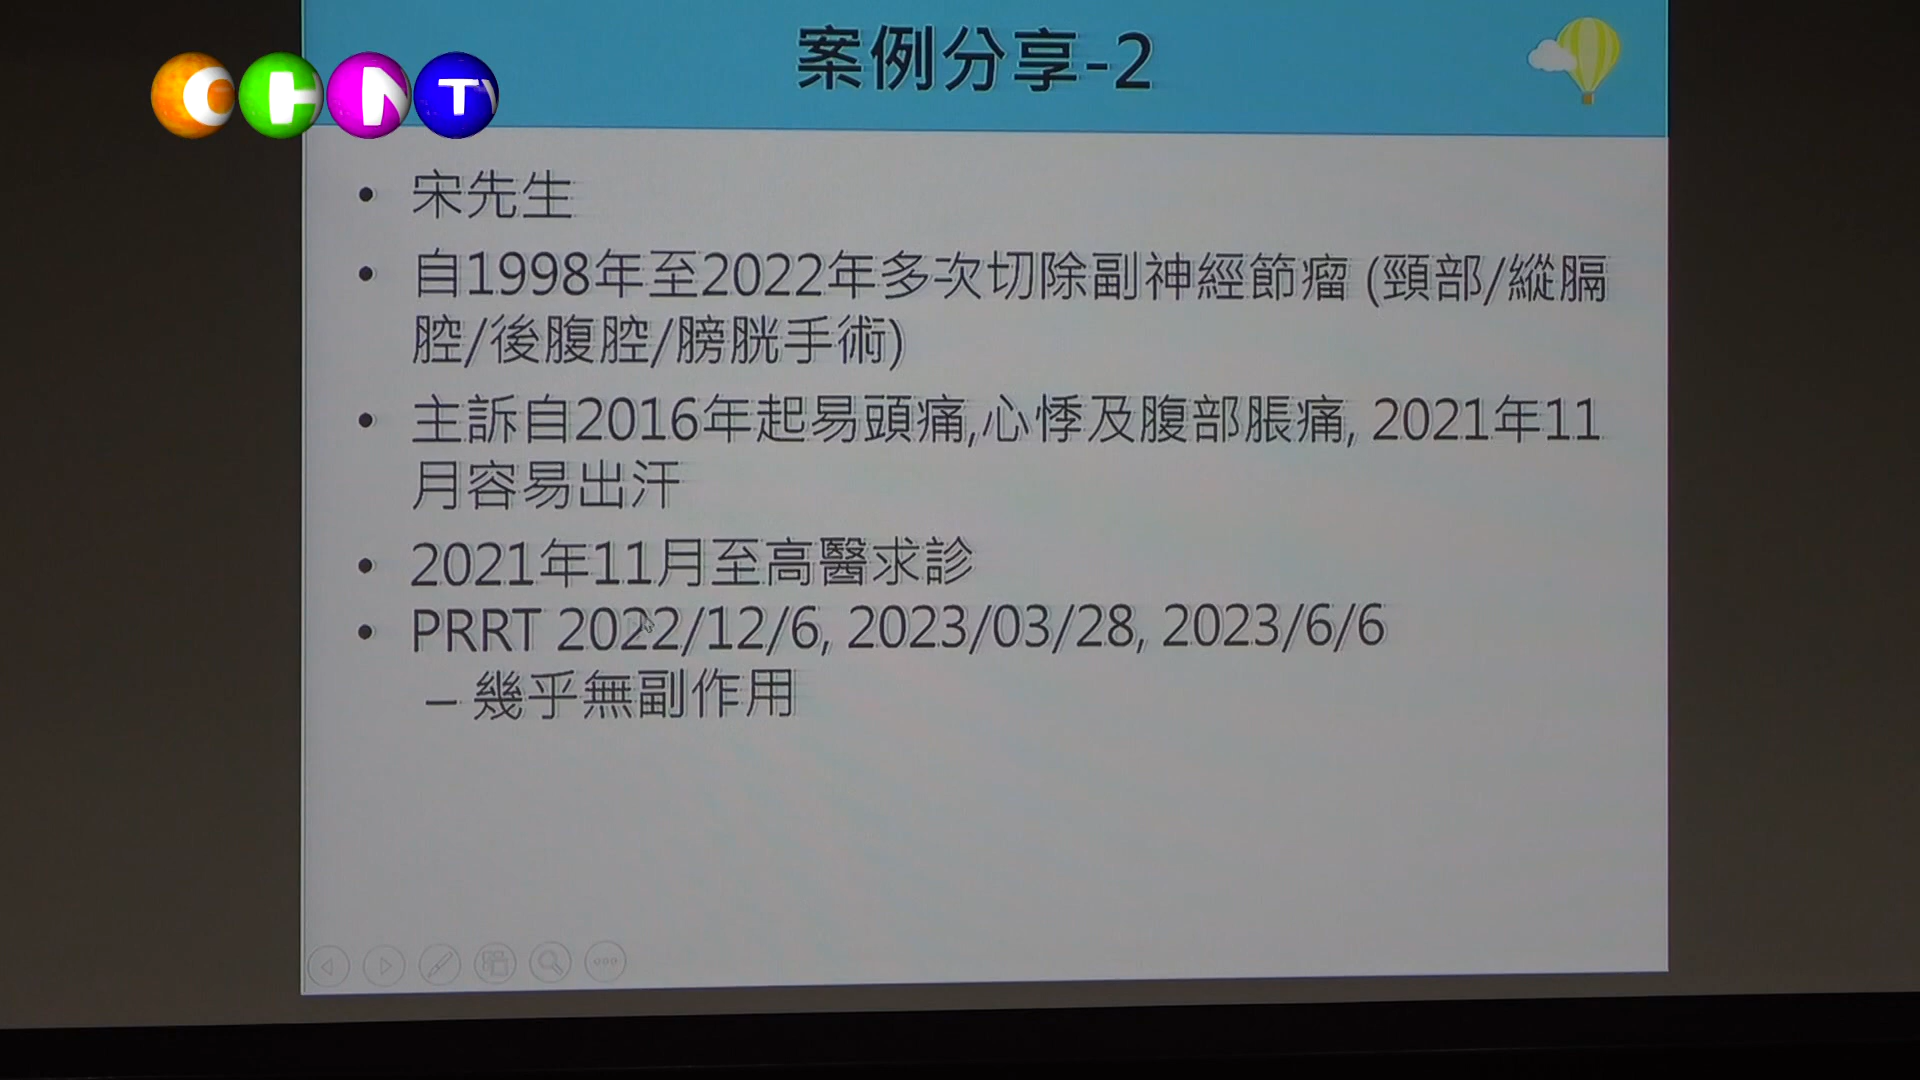 CHNTV
案例分享-2
• 宋先生
• 自1998年至2022年多次切除副神經節瘤 (頸部/縱膈
腔/後腹腔/膀胱手術)
• 主訴自2016年起易頭痛,心悸及腹部脹痛, 2021年11
月容易出汗
• 2021年11月至高醫求診
• PRRT 2022/12/6, 2023/03/28, 2023/6/6
– 幾乎無副作用